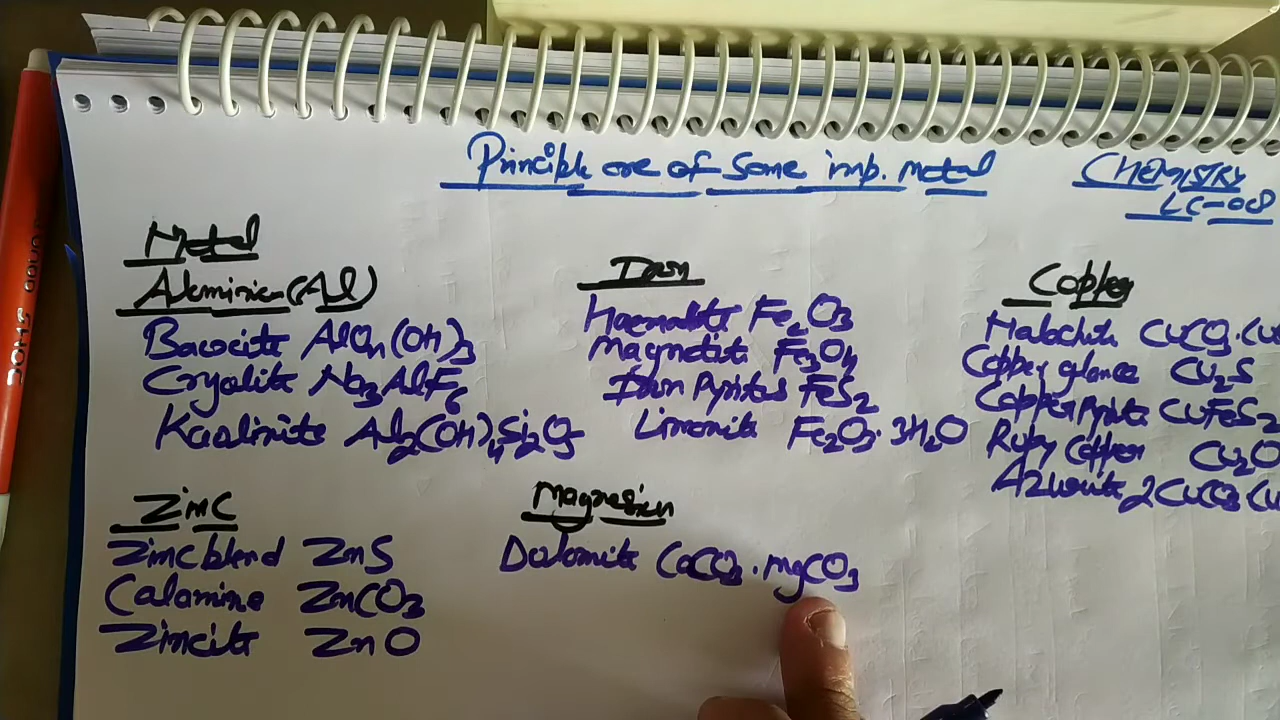 Principle ore of Some imp. metal
CHEMISTRY
LC-08
Metal
Aluminium (Al)
Bauxite AlOn(OH)3
Cryolite Na3AlF6
Kaolinite Al2(OH)4Si2O5
Iron
Haematite Fe2O3
Magnetite Fe3O4
Iron Pyrites FeS2
Limonite Fe2O3.3H2O
Copper
Malachite CuCO3.Cu
Copper glance Cu2S
Copper Pyrite CuFeS2
Ruby Copper Cu2O
Azurite 2CuCO3.Cu
Zinc
Zinc blend ZnS
Calamine ZnCO3
Zincite ZnO
Magnesium
Dolomite CaCO3.MgCO3
DOMS